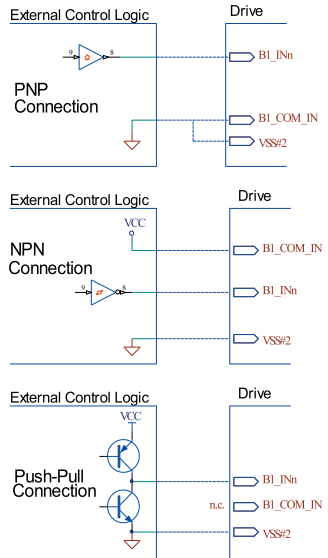 External Control Logic
Drive
9 8
B1_INn
PNP
Connection
B1_COM_IN
VSS#2
External Control Logic
Drive
VCC
B1_COM_IN
NPN
Connection
9 8
B1_INn
VSS#2
External Control Logic
Drive
VCC
Push-Pull
Connection
B1_INn
n.c.
B1_COM_IN
VSS#2